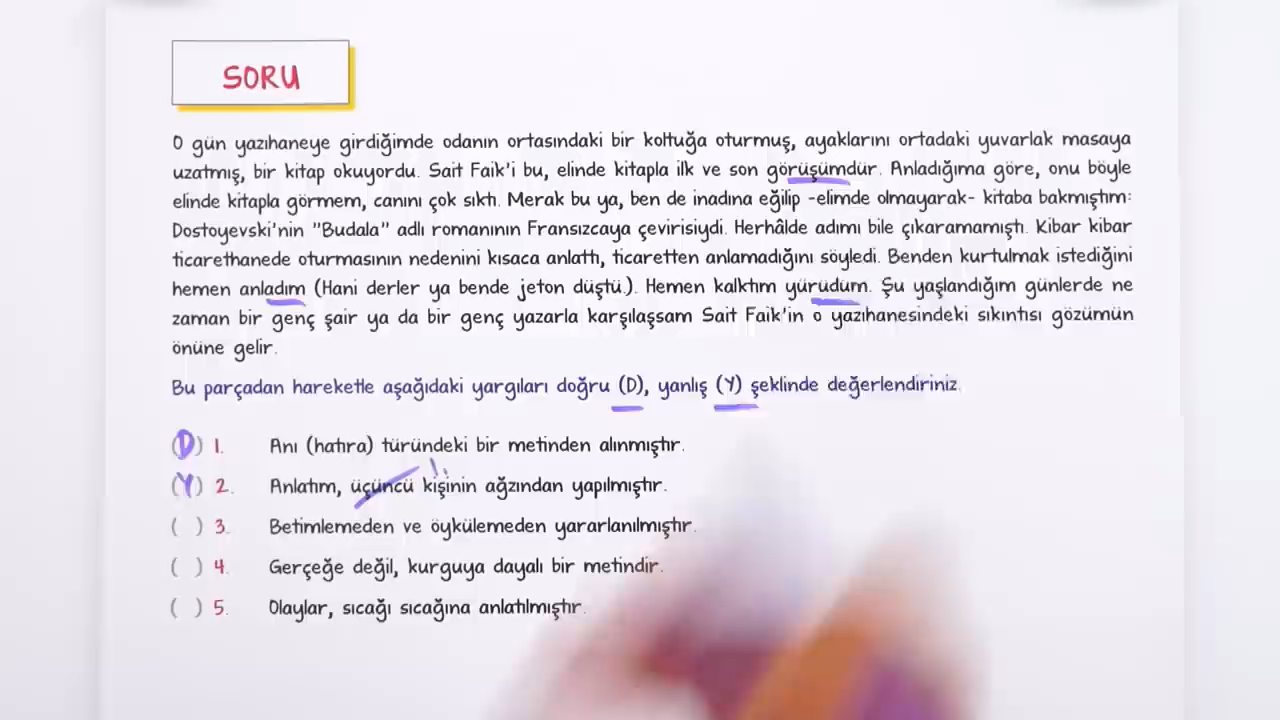 SORU
O gün yazıhaneye girdiğimde odanın ortasındaki bir koltuğa oturmuş, ayaklarını ortadaki yuvarlak masaya
uzatmış, bir kitap okuyordu. Sait Faik'i bu, elinde kitapla ilk ve son görüşümdür. Anladığıma göre, onu böyle
elinde kitapla görmem, canını çok sıktı. Merak bu ya, ben de inadına eğilip -elimde olmayarak- kitaba bakmıştım:
Dostoyevski'nin "Budala" adlı romanının Fransızcaya çevirisiydi. Herhâlde adımı bile çıkaramamıştı. Kibar kibar
ticarethanede oturmasının nedenini kısaca anlattı, ticaretten anlamadığını söyledi. Benden kurtulmak istediğini
hemen anladım (Hani derler ya bende jeton düştü.). Hemen kalktım yürüdüm. Şu yaşlandığım günlerde ne
zaman bir genç şair ya da bir genç yazarla karşılaşsam Sait Faik'in o yazıhanesindeki sıkıntısı gözümün
önüne gelir.
Bu parçadan hareketle aşağıdaki yargıları doğru (D), yanlış (Y) şeklinde değerlendiriniz.
(D) 1. Anı (hatıra) türündeki bir metinden alınmıştır.
(Y) 2. Anlatım, üçüncü kişinin ağzından yapılmıştır.
( ) 3. Betimlemeden ve öykülemeden yararlanılmıştır.
( ) 4. Gerçeğe değil, kurguya dayalı bir metindir.
( ) 5. Olaylar, sıcağı sıcağına anlatılmıştır.